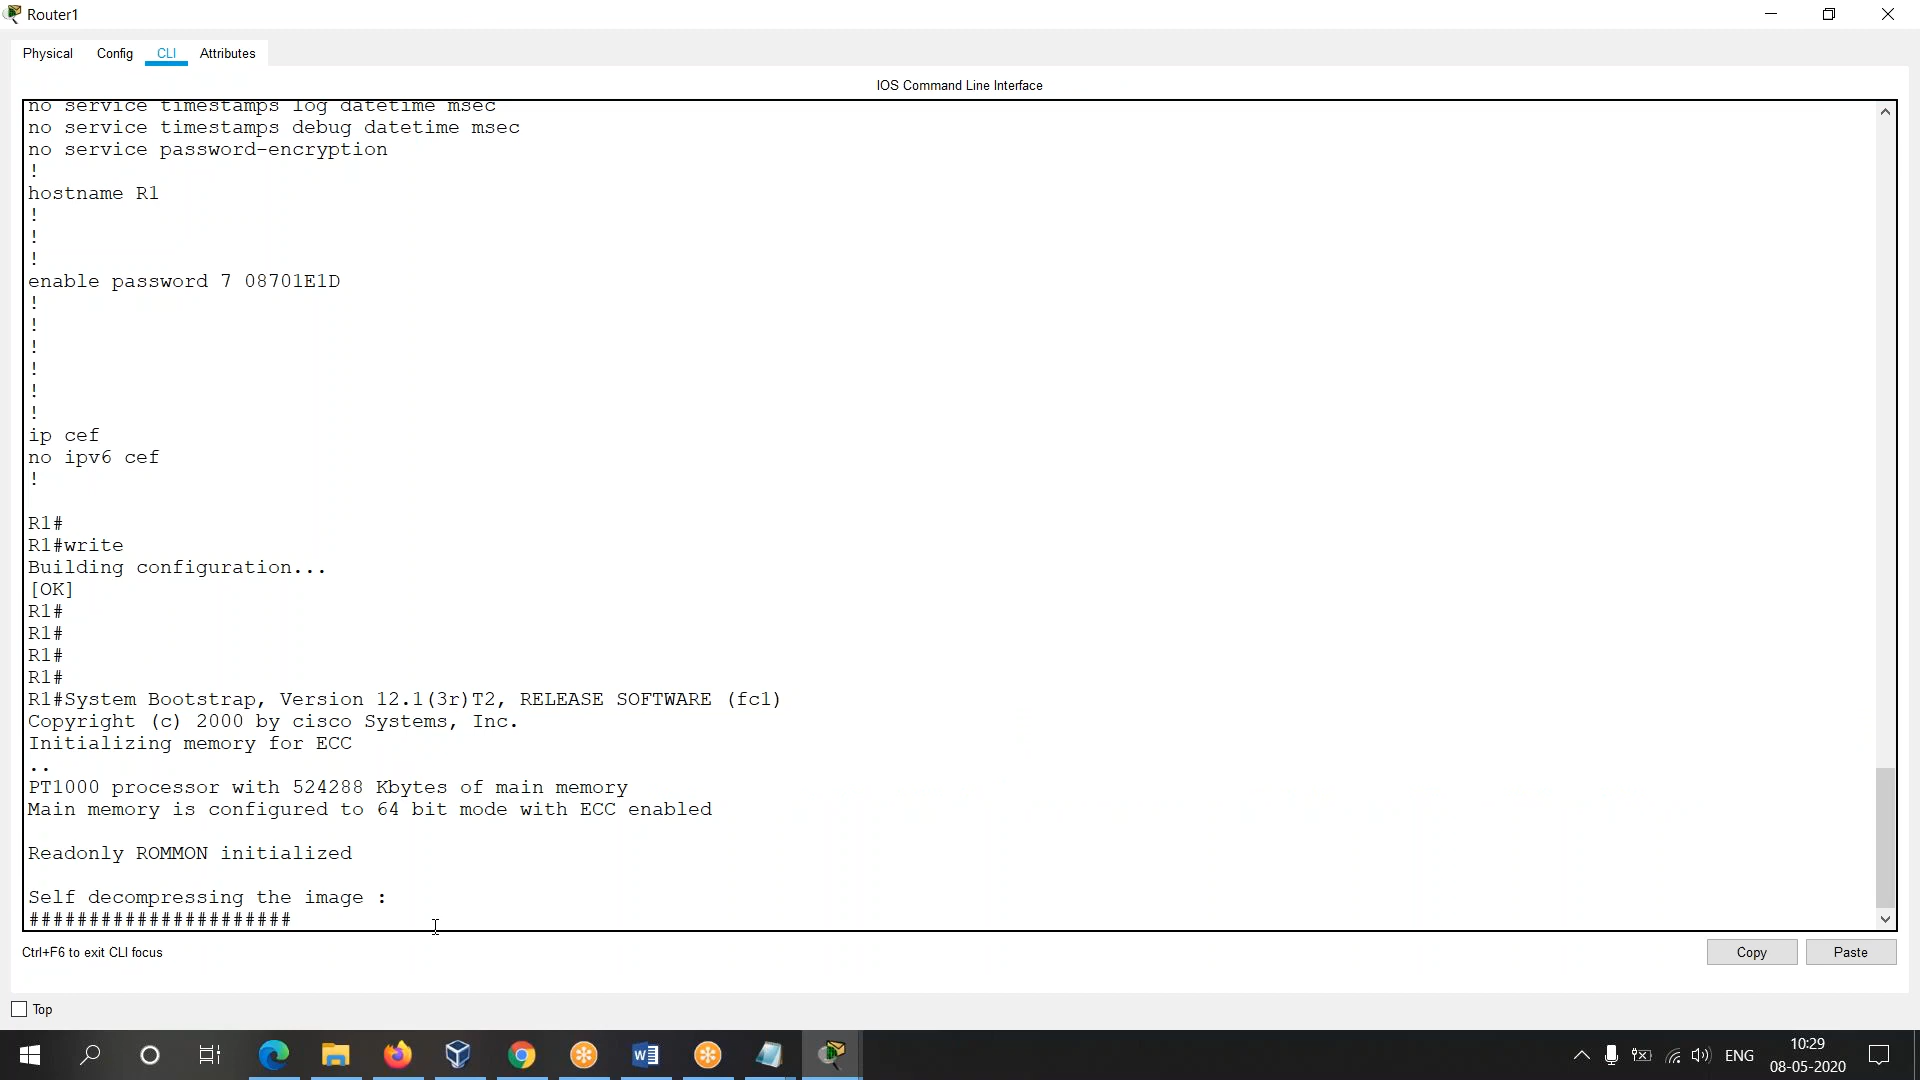 Router1
Physical Config CLI Attributes
IOS Command Line Interface
no service timestamps log datetime msec
no service timestamps debug datetime msec
no service password-encryption
!
hostname R1
!
!
!
enable password 7 08701E1D
!
!
!
!
!
!
ip cef
no ipv6 cef
!
R1#
R1#write
Building configuration...
[OK]
R1#
R1#
R1#
R1#
R1#System Bootstrap, Version 12.1(3r)T2, RELEASE SOFTWARE (fc1)
Copyright (c) 2000 by cisco Systems, Inc.
Initializing memory for ECC
..
PT1000 processor with 524288 Kbytes of main memory
Main memory is configured to 64 bit mode with ECC enabled
Readonly ROMMON initialized
Self decompressing the image :
######################
Ctrl+F6 to exit CLI focus
Copy Paste
Top
ENG
10:29
08-05-2020